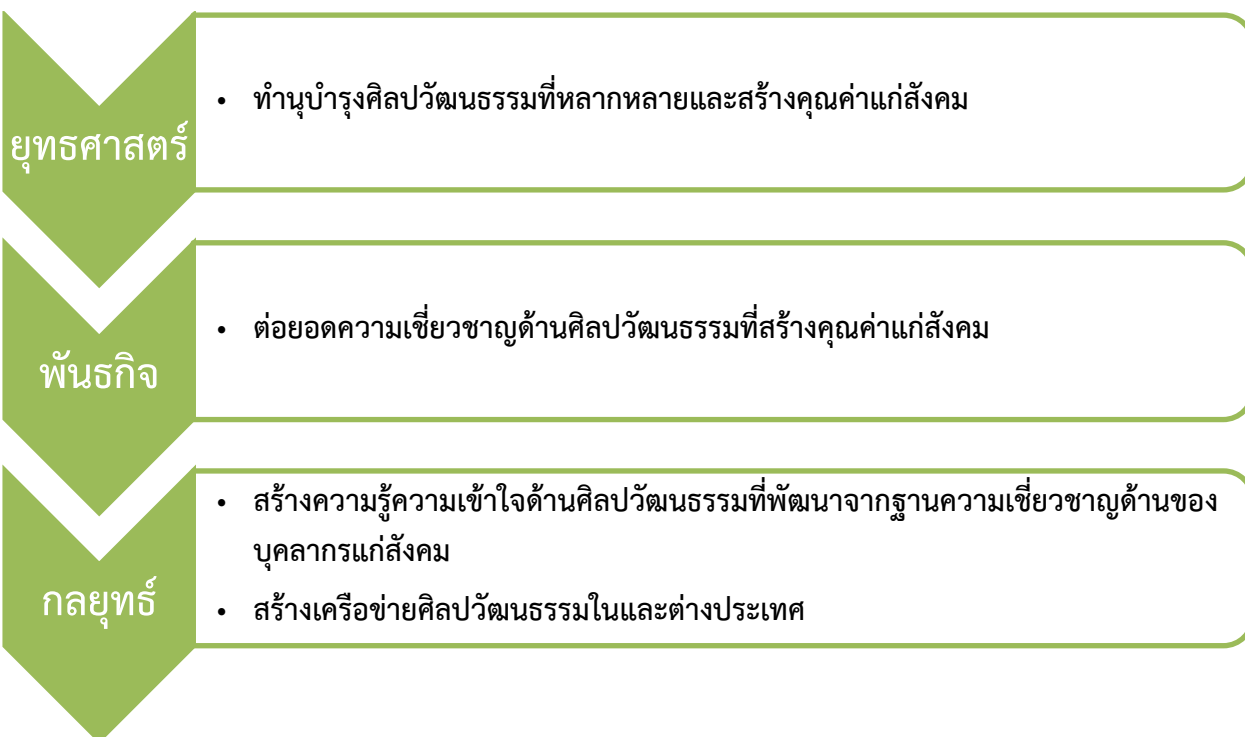 ยุทธศาสตร์
• ทำนุบำรุงศิลปวัฒนธรรมที่หลากหลายและสร้างคุณค่าแก่สังคม
พันธกิจ
• ต่อยอดความเชี่ยวชาญด้านศิลปวัฒนธรรมที่สร้างคุณค่าแก่สังคม
กลยุทธ์
• สร้างความรู้ความเข้าใจด้านศิลปวัฒนธรรมที่พัฒนาจากฐานความเชี่ยวชาญด้านของ
บุคลากรแก่สังคม
• สร้างเครือข่ายศิลปวัฒนธรรมในและต่างประเทศ